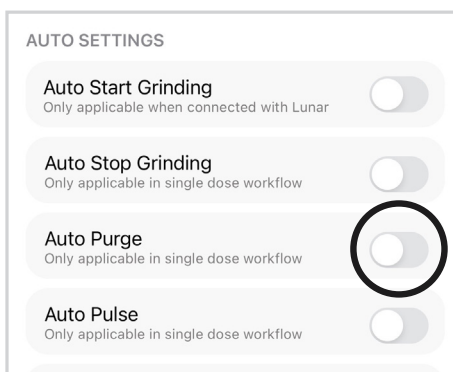 AUTO SETTINGS
Auto Start Grinding
Only applicable when connected with Lunar
Auto Stop Grinding
Only applicable in single dose workflow
Auto Purge
Only applicable in single dose workflow
Auto Pulse
Only applicable in single dose workflow